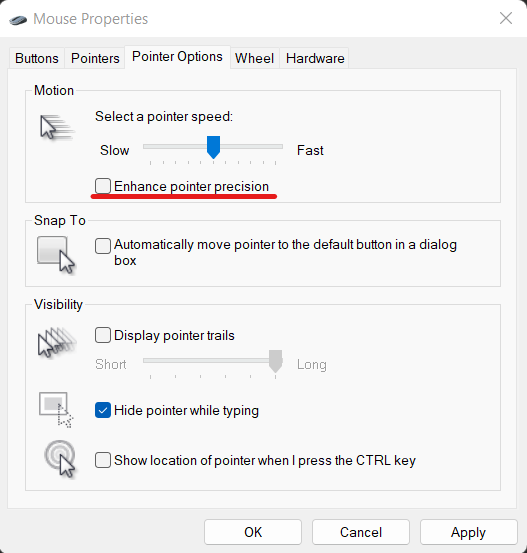 Mouse Properties
Buttons Pointers Pointer Options Wheel Hardware
Motion
Select a pointer speed:
Slow Fast
Enhance pointer precision
Snap To
Automatically move pointer to the default button in a dialog
box
Visibility
Display pointer trails
Short Long
Hide pointer while typing
Show location of pointer when I press the CTRL key
OK Cancel Apply